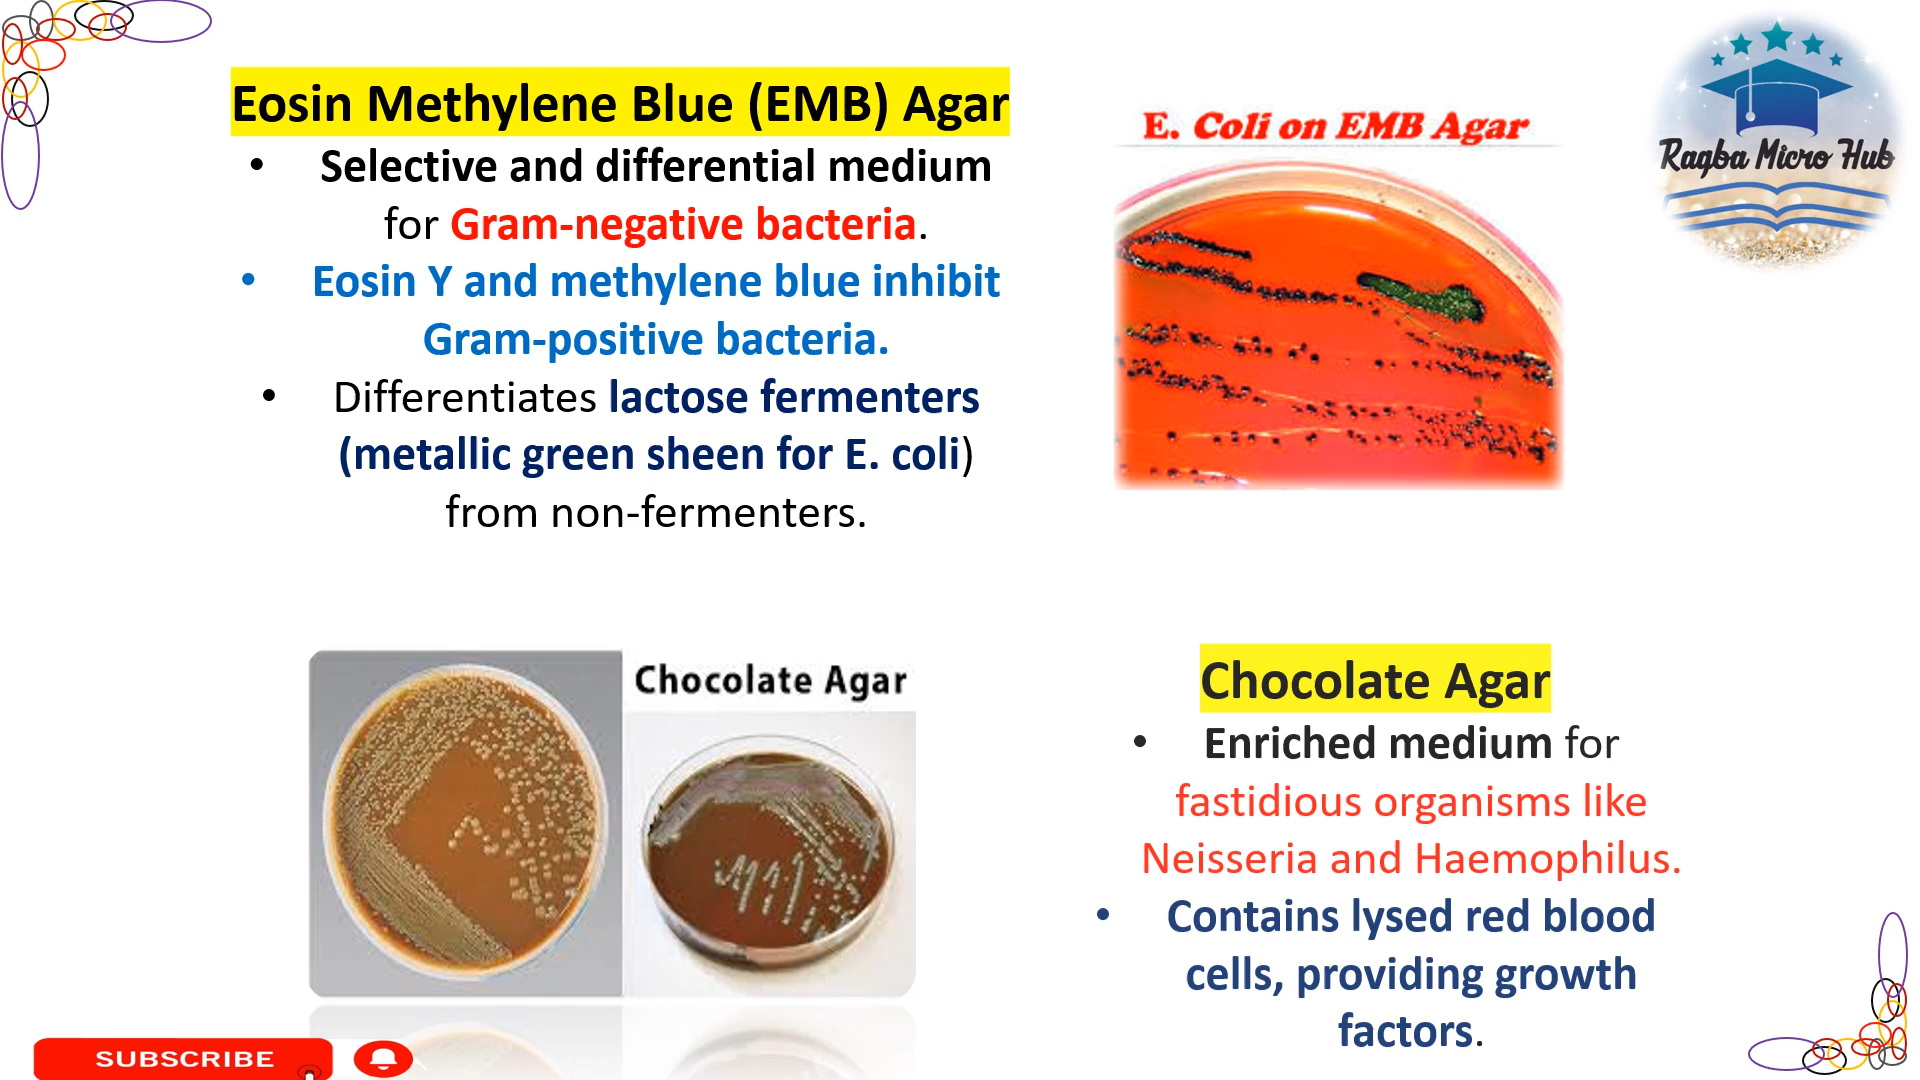 Eosin Methylene Blue (EMB) Agar
• Selective and differential medium
for Gram-negative bacteria.
• Eosin Y and methylene blue inhibit
Gram-positive bacteria.
• Differentiates lactose fermenters
(metallic green sheen for E. coli)
from non-fermenters.
E. Coli on EMB Agar
Raqba Micro Hub
Chocolate Agar
Chocolate Agar
• Enriched medium for
fastidious organisms like
Neisseria and Haemophilus.
• Contains lysed red blood
cells, providing growth
factors.
SUBSCRIBE